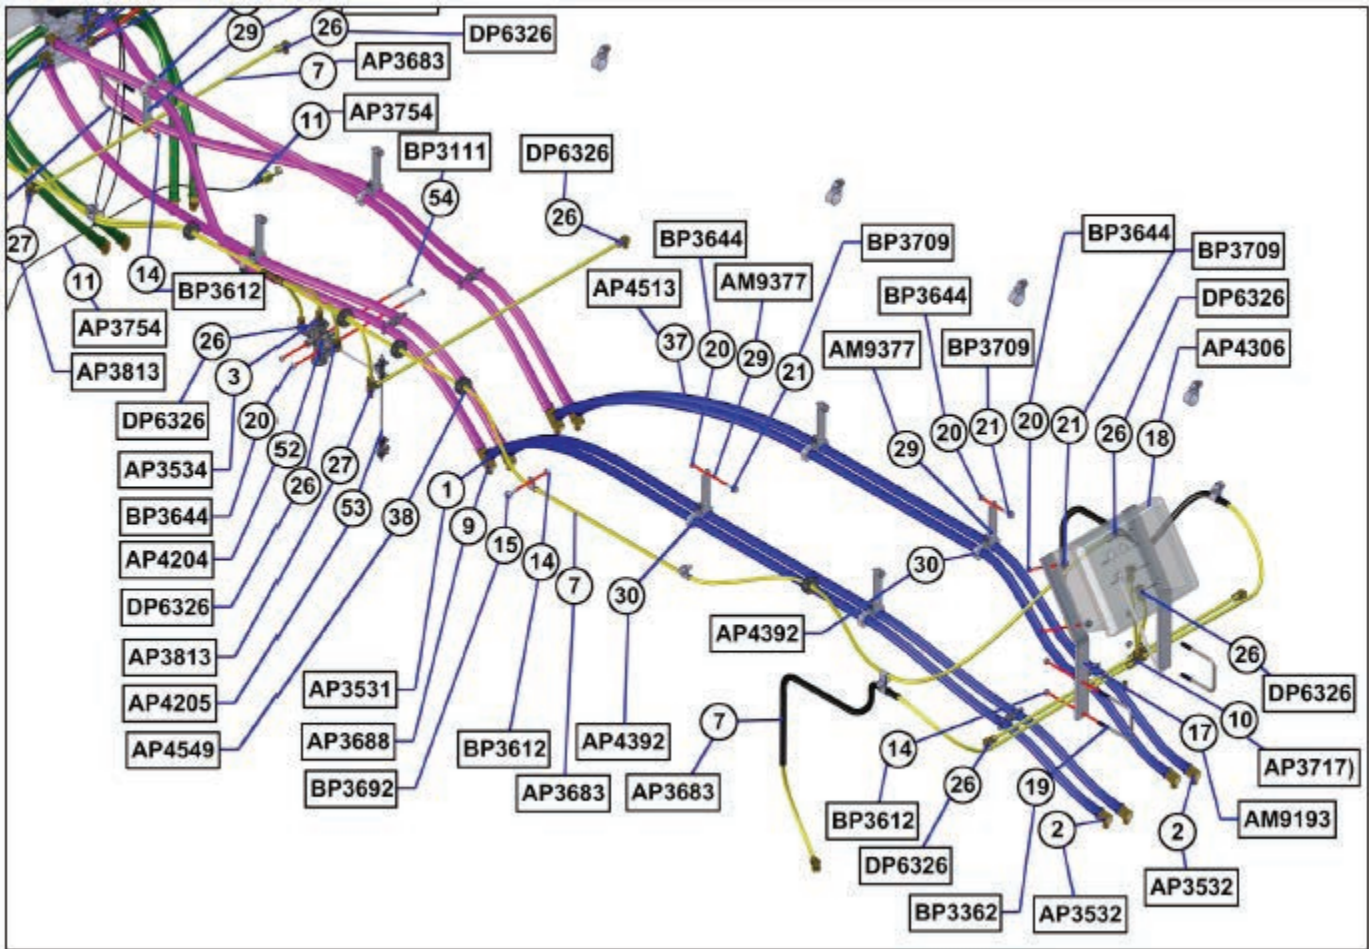 26
29
DP6326
7
AP3683
11
AP3754
BP3111
DP6326
54
26
27
14
11
BP3612
AP3754
AP3813
BP3644
BP3709
AP4513
AM9377
37
20
29
21
BP3644
BP3709
BP3644
DP6326
AM9377
BP3709
AP4306
26
3
20
52
26
27
53
38
DP6326
AP3534
BP3644
AP4204
DP6326
AP3813
AP4205
AP4549
1
9
15
14
7
30
29
20
21
20
21
26
18
30
AP4392
AP3531
AP3688
BP3692
BP3612
AP3683
AP4392
7
AP3683
14
26
19
2
2
17
10
26
DP6326
AP3717)
AM9193
BP3612
DP6326
BP3362
AP3532
AP3532